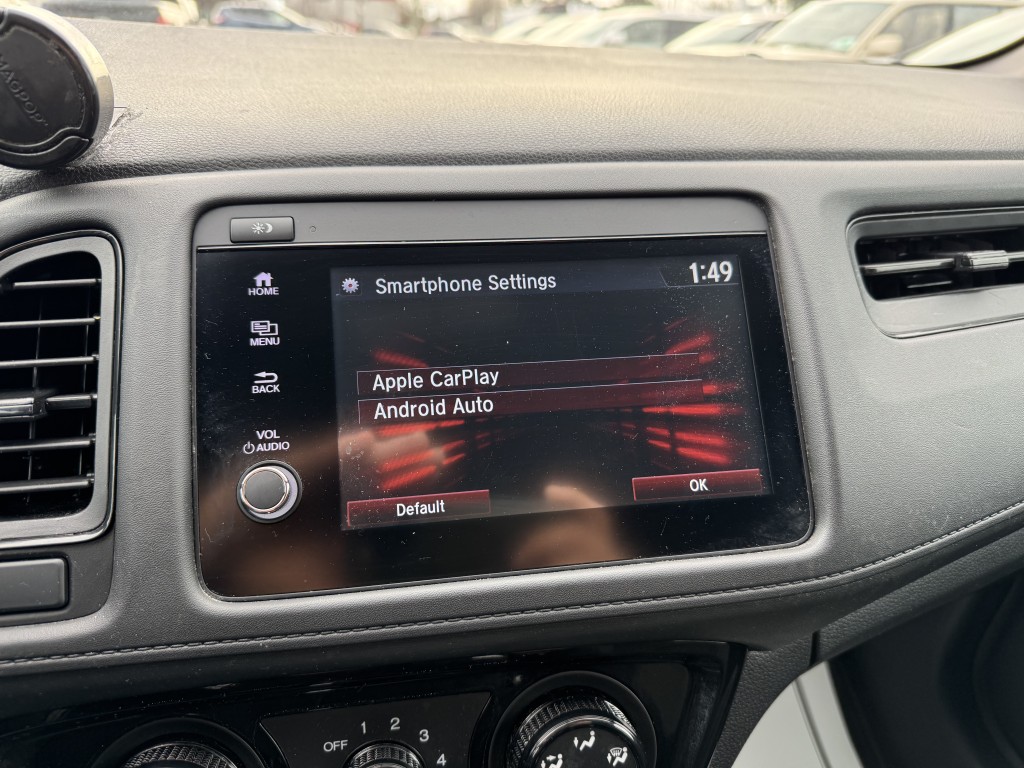 MAGPOP
Smartphone Settings
1:49
HOME
MENU
BACK
VOL
AUDIO
Apple CarPlay
Android Auto
Default
OK
OFF 1 2 3 4